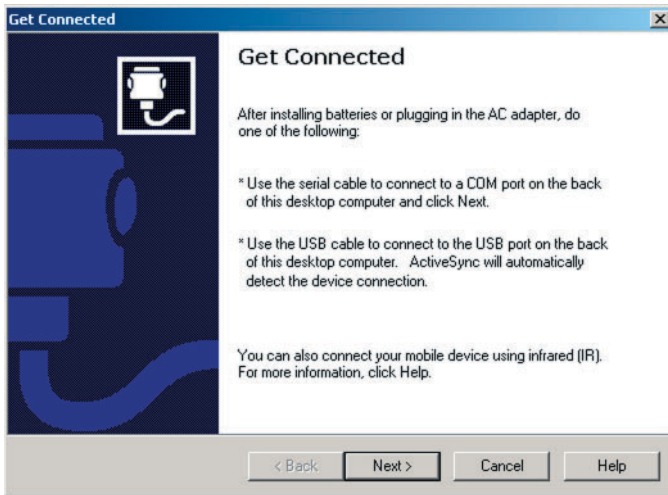 Get Connected
Get Connected
After installing batteries or plugging in the AC adapter, do
one of the following:
* Use the serial cable to connect to a COM port on the back
of this desktop computer and click Next.
* Use the USB cable to connect to the USB port on the back
of this desktop computer. ActiveSync will automatically
detect the device connection.
You can also connect your mobile device using infrared (IR).
For more information, click Help.
< Back Next > Cancel Help